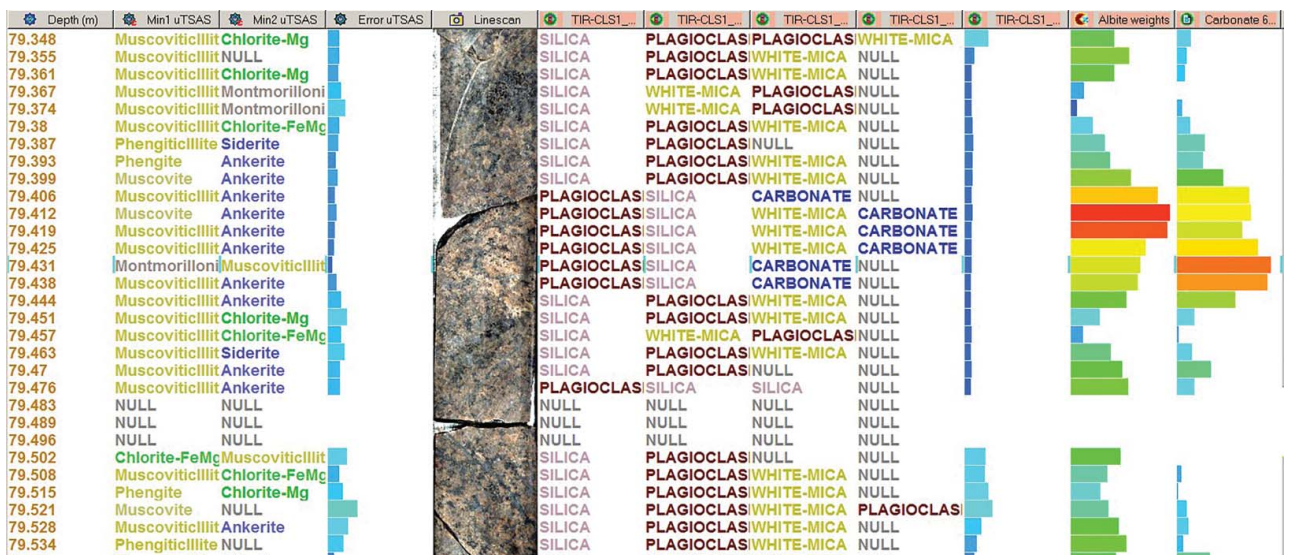 Depth (m) Min1 uTSAS Min2 uTSAS Error uTSAS Linescan TIR-CLS1_... TIR-CLS1_... TIR-CLS1_... TIR-CLS1_... TIR-CLS1_... Albite weights Carbonate 6...
79.348 MuscoviticIllit Chlorite-Mg SILICA PLAGIOCLAS PLAGIOCLAS WHITE-MICA
79.355 MuscoviticIllit NULL SILICA PLAGIOCLAS WHITE-MICA NULL
79.361 MuscoviticIllit Chlorite-Mg SILICA PLAGIOCLAS WHITE-MICA NULL
79.367 MuscoviticIllit Montmorilloni SILICA WHITE-MICA PLAGIOCLAS NULL
79.374 MuscoviticIllit Montmorilloni SILICA WHITE-MICA PLAGIOCLAS NULL
79.38 MuscoviticIllit Chlorite-FeMg SILICA PLAGIOCLAS WHITE-MICA NULL
79.387 PhengiticIllite Siderite SILICA PLAGIOCLAS NULL NULL
79.393 Phengite Ankerite SILICA PLAGIOCLAS WHITE-MICA NULL
79.399 Muscovite Ankerite SILICA PLAGIOCLAS WHITE-MICA NULL
79.406 MuscoviticIllit Ankerite PLAGIOCLAS SILICA CARBONATE NULL
79.412 Muscovite Ankerite PLAGIOCLAS SILICA WHITE-MICA CARBONATE
79.419 MuscoviticIllit Ankerite PLAGIOCLAS SILICA WHITE-MICA CARBONATE
79.425 MuscoviticIllit Ankerite PLAGIOCLAS SILICA WHITE-MICA CARBONATE
79.431 Montmorilloni MuscoviticIllit PLAGIOCLAS SILICA CARBONATE NULL
79.438 MuscoviticIllit Ankerite PLAGIOCLAS SILICA CARBONATE NULL
79.444 MuscoviticIllit Ankerite SILICA PLAGIOCLAS WHITE-MICA NULL
79.451 MuscoviticIllit Chlorite-Mg SILICA PLAGIOCLAS WHITE-MICA NULL
79.457 MuscoviticIllit Chlorite-FeMg SILICA WHITE-MICA PLAGIOCLAS NULL
79.463 MuscoviticIllit Siderite SILICA PLAGIOCLAS WHITE-MICA NULL
79.47 MuscoviticIllit Ankerite SILICA PLAGIOCLAS NULL NULL
79.476 MuscoviticIllit Ankerite PLAGIOCLAS SILICA SILICA NULL
79.483 NULL NULL NULL NULL NULL NULL
79.489 NULL NULL NULL NULL NULL NULL
79.496 NULL NULL NULL NULL NULL NULL
79.502 Chlorite-FeMg MuscoviticIllit SILICA PLAGIOCLAS NULL NULL
79.508 MuscoviticIllit Chlorite-FeMg SILICA PLAGIOCLAS WHITE-MICA NULL
79.515 Phengite Chlorite-Mg SILICA PLAGIOCLAS WHITE-MICA NULL
79.521 Muscovite NULL SILICA PLAGIOCLAS WHITE-MICA PLAGIOCLAS
79.528 MuscoviticIllit Ankerite SILICA PLAGIOCLAS WHITE-MICA NULL
79.534 PhengiticIllite NULL SILICA PLAGIOCLAS WHITE-MICA NULL